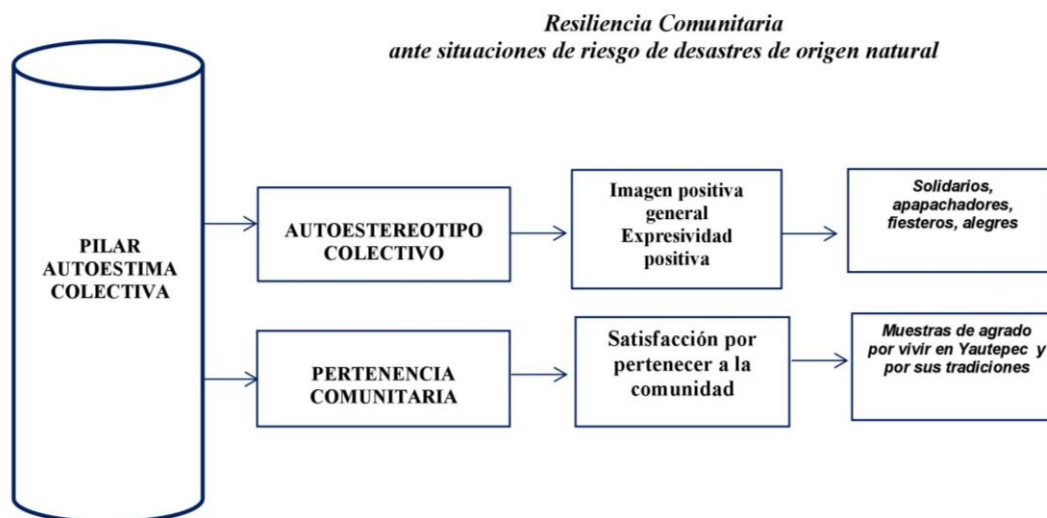 Resiliencia Comunitaria
ante situaciones de riesgo de desastres de origen natural
PILAR
AUTOESTIMA
COLECTIVA
AUTOESTEREOTIPO
COLECTIVO
Imagen positiva
general
Expresividad
positiva
Solidarios,
apapachadores,
fiesteros, alegres
PERTENENCIA
COMUNITARIA
Satisfacción por
pertenecer a la
comunidad
Muestras de agrado
por vivir en Yautepec y
por sus tradiciones